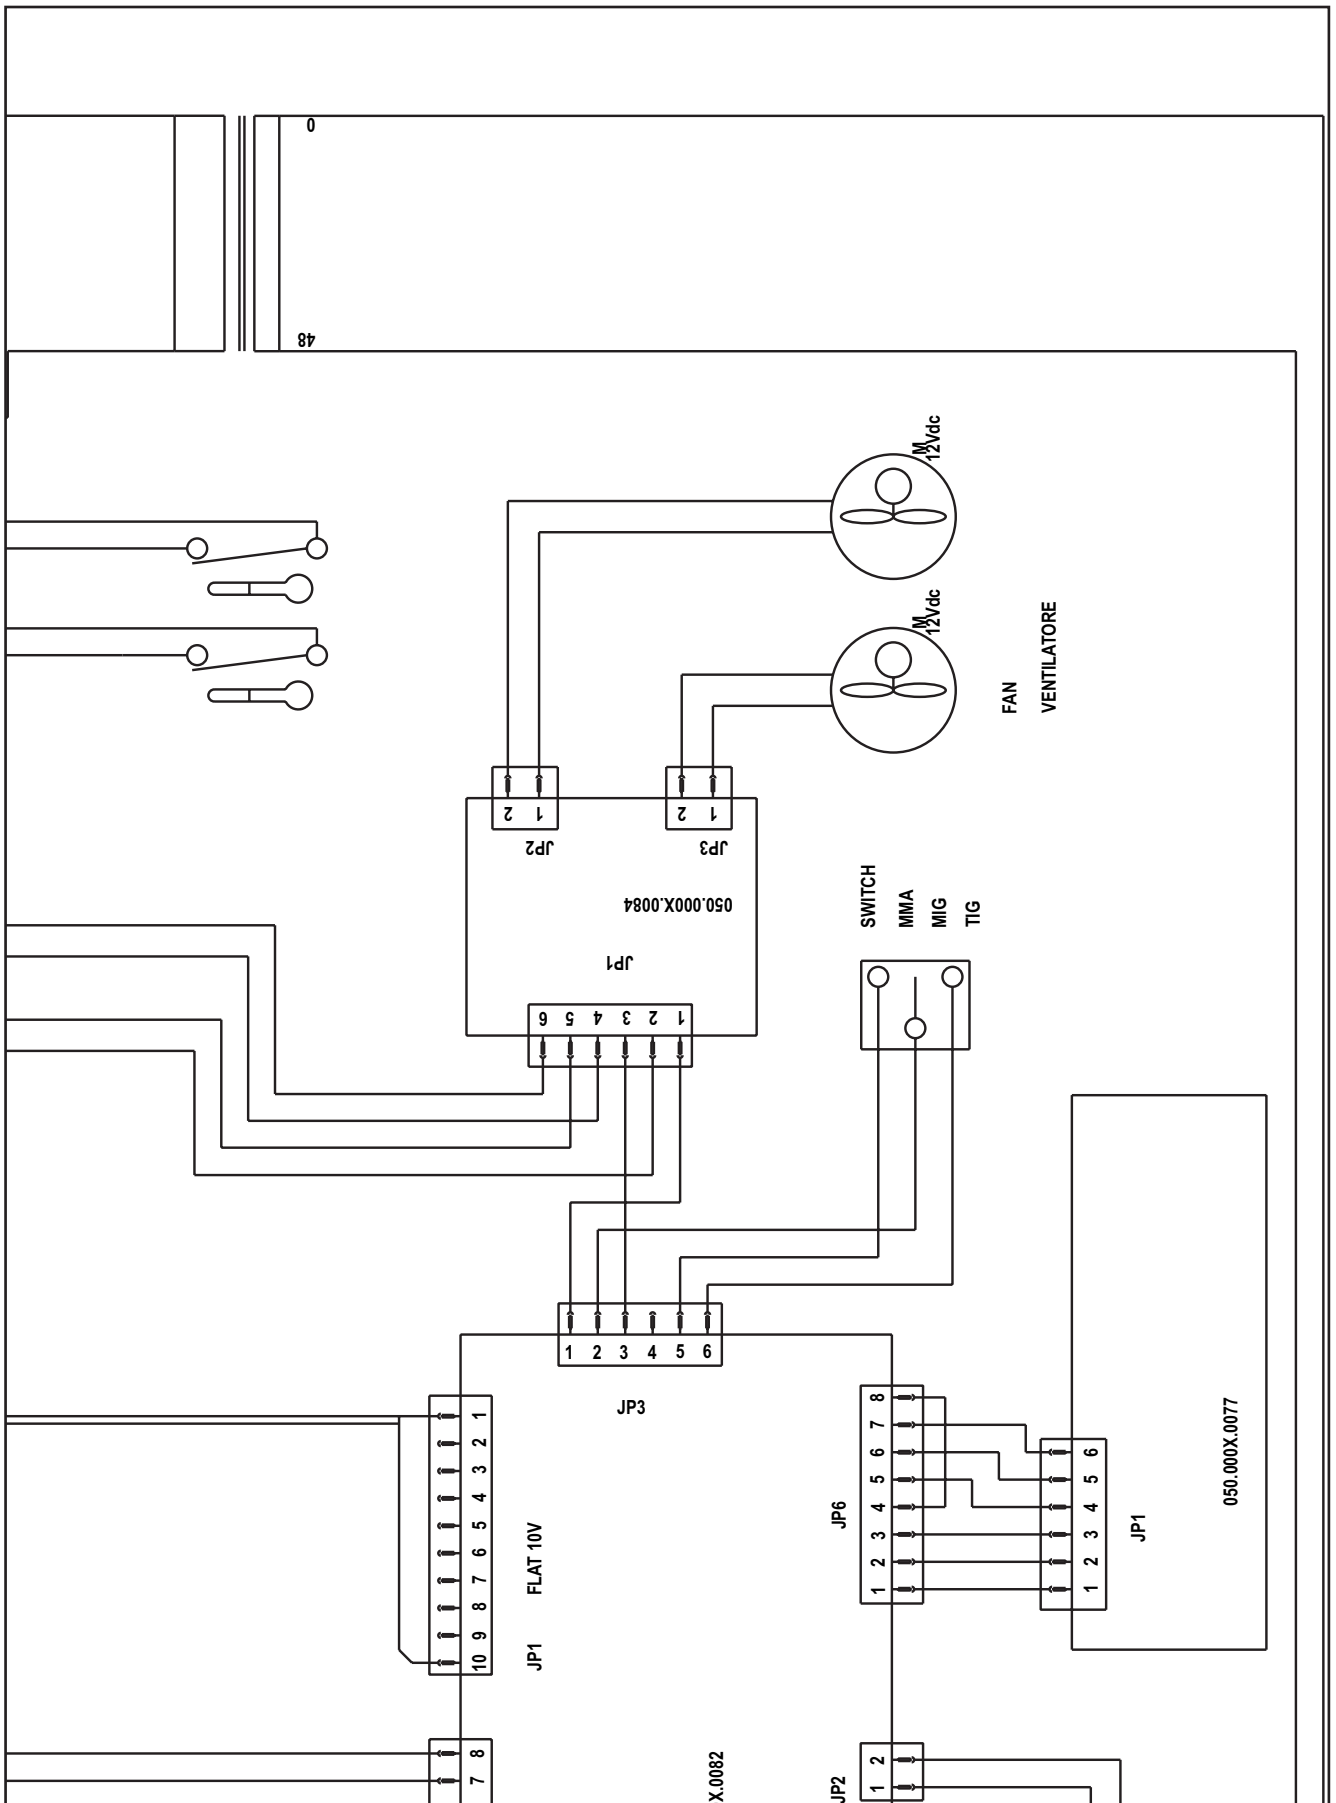 0
48
M
12Vdc
M
12Vdc
FAN
VENTILATORE
2 1
JP2
2 1
JP3
050.000X.0084
JP1
6 5 4 3 2 1
SWITCH
MMA
MIG
TIG
1 2 3 4 5 6
JP3
1 2 3 4 5 6 7 8 9 10
FLAT 10V
JP1
8 7 6 5 4 3 2 1
JP6
6 5 4 3 2 1
JP1
050.000X.0077
8 7
X.0082
2 1
JP2